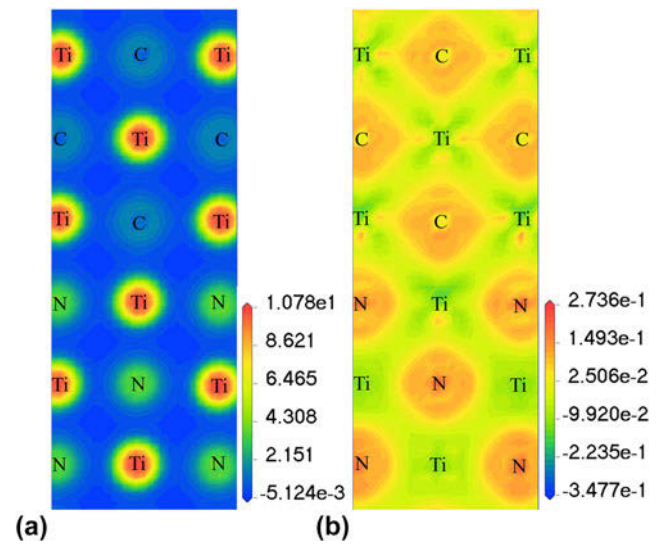 Ti C Ti
C Ti C
Ti C Ti
N Ti N
Ti N Ti
N Ti N
1.078e1
8.621
6.465
4.308
2.151
-5.124e-3
(a)
Ti C Ti
C Ti C
Ti C Ti
N Ti N
Ti N Ti
N Ti N
2.736e-1
1.493e-1
2.506e-2
-9.920e-2
-2.235e-1
-3.477e-1
(b)